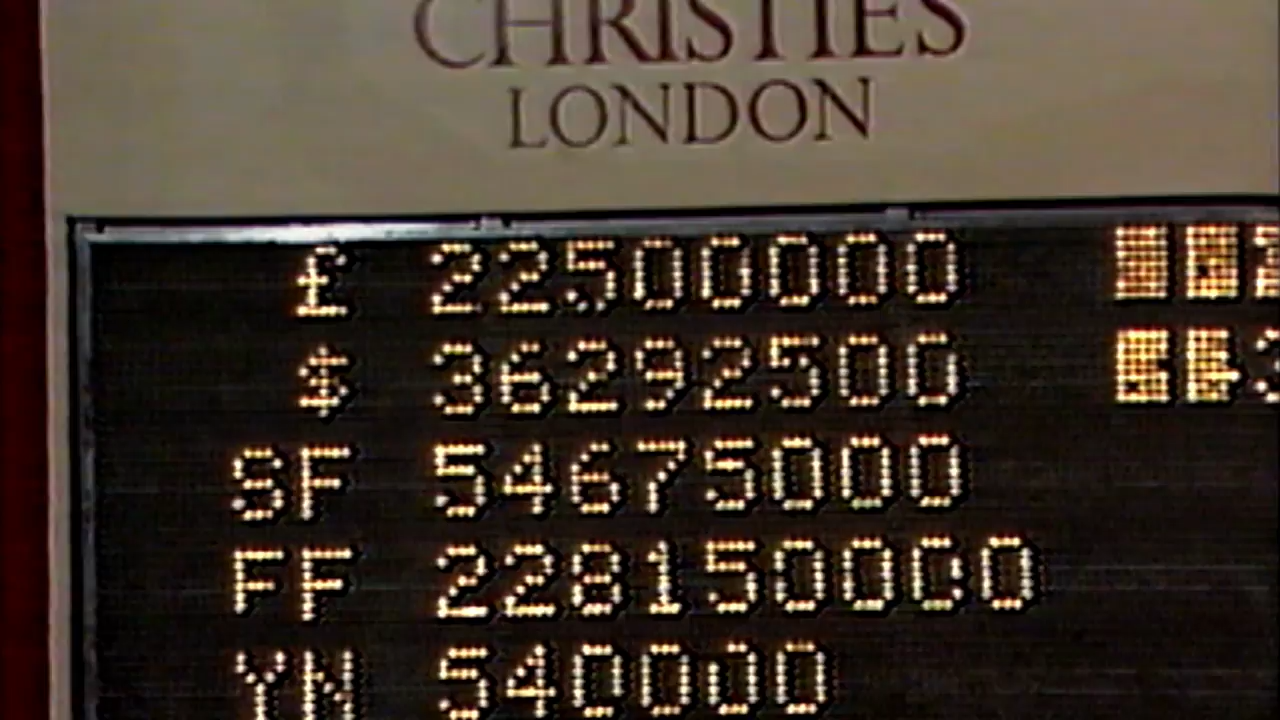 CHRISTIES
LONDON
£ 22500000
$ 36292500
SF 54675000
FF 228150000
YN 540000